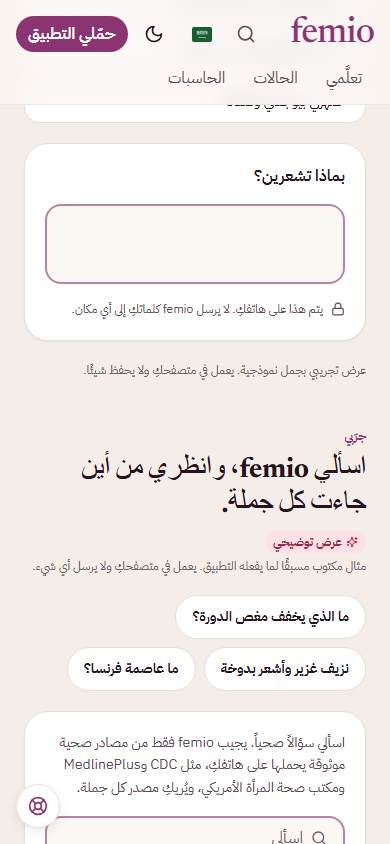 femio
حمّلي التطبيق
تعلَّمي
الحالات
الحاسبات
بماذا تشعرين؟
يتم هذا على هاتفكِ. لا يرسل femio كلماتكِ إلى أي مكان.
عرض تجريبي بجمل نموذجية. يعمل في متصفحكِ ولا يحفظ شيئًا.
جرّبي
اسألي femio، وانظري من أين
جاءت كل جملة.
عرض توضيحي
مثال مكتوب مسبقًا لما يفعله التطبيق. يعمل في متصفحكِ ولا يرسل أي شيء.
ما الذي يخفف مغص الدورة؟
نزيف غزير وأشعر بدوخة
ما عاصمة فرنسا؟
اسألي سؤالاً صحياً. يجيب femio فقط من مصادر صحية
موثوقة يحملها على هاتفكِ، مثل CDC وMedlinePlus
ومكتب صحة المرأة الأمريكي، ويُريكِ مصدر كل جملة.
اسألي